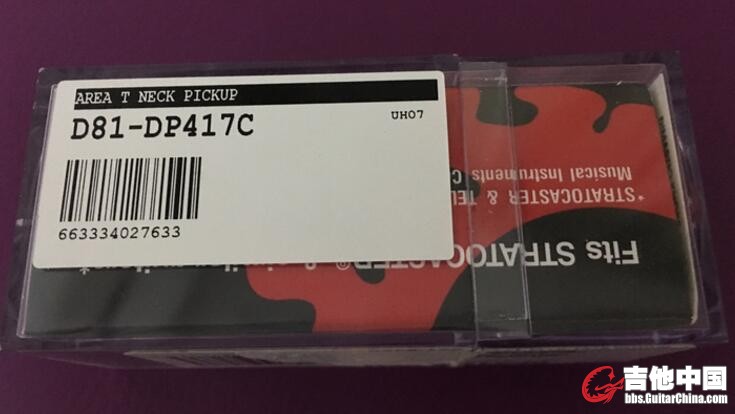 AREA T NECK PICKUP
D81-DP417C
UH07
663334027633
Fits STRATOCASTER®
*STRATOCASTER & TEL
Musical Instruments C
吉他中国
bbs.GuitarChina.com